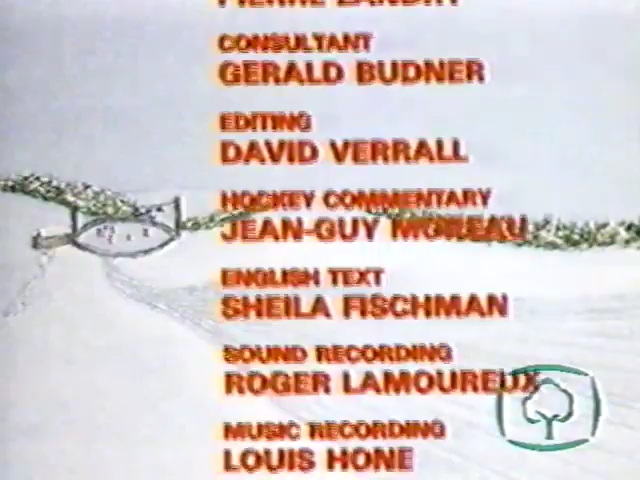 CONSULTANT
GERALD BUDNER
EDITING
DAVID VERRALL
HOCKEY COMMENTARY
JEAN-GUY MOREAU
ENGLISH TEXT
SHEILA FISCHMAN
SOUND RECORDING
ROGER LAMOUREUX
MUSIC RECORDING
LOUIS HONE